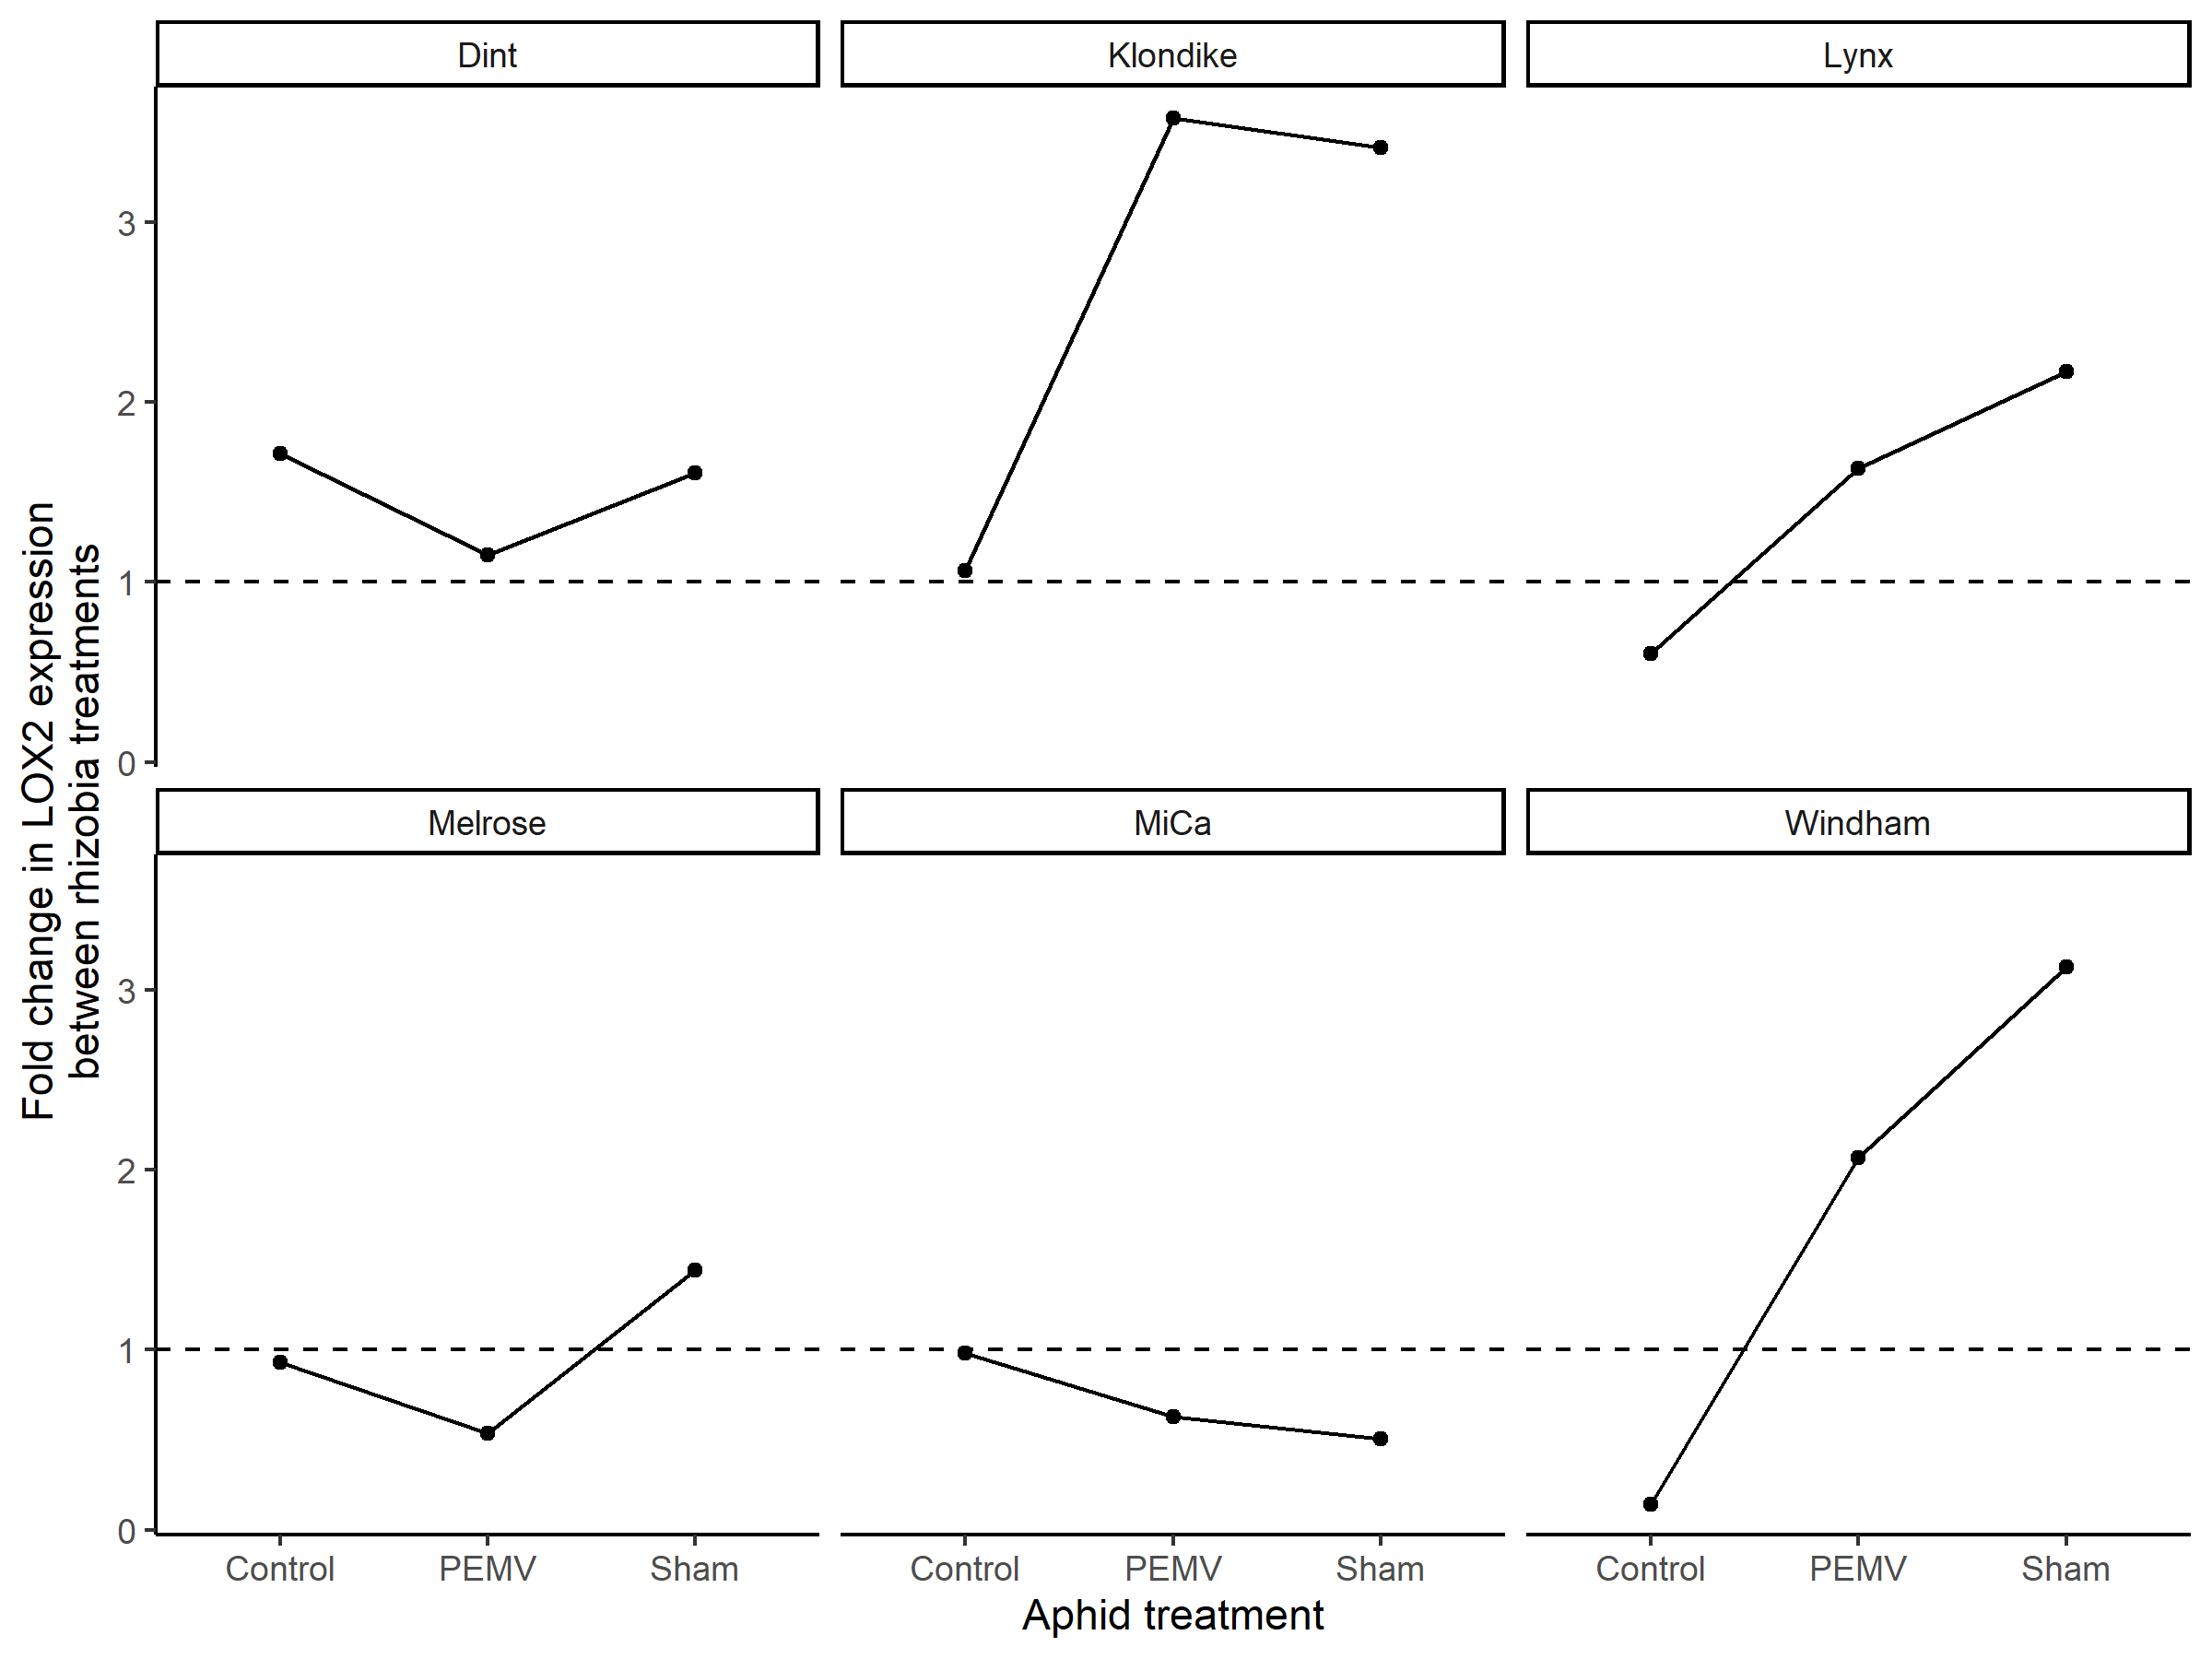 Dint
Klondike
Lynx
3
2
1
0
Fold change in LOX2 expression
between rhizobia treatments
Melrose
MiCa
Windham
3
2
1
0
Control
PEMV
Sham
Control
PEMV
Sham
Control
PEMV
Sham
Aphid treatment